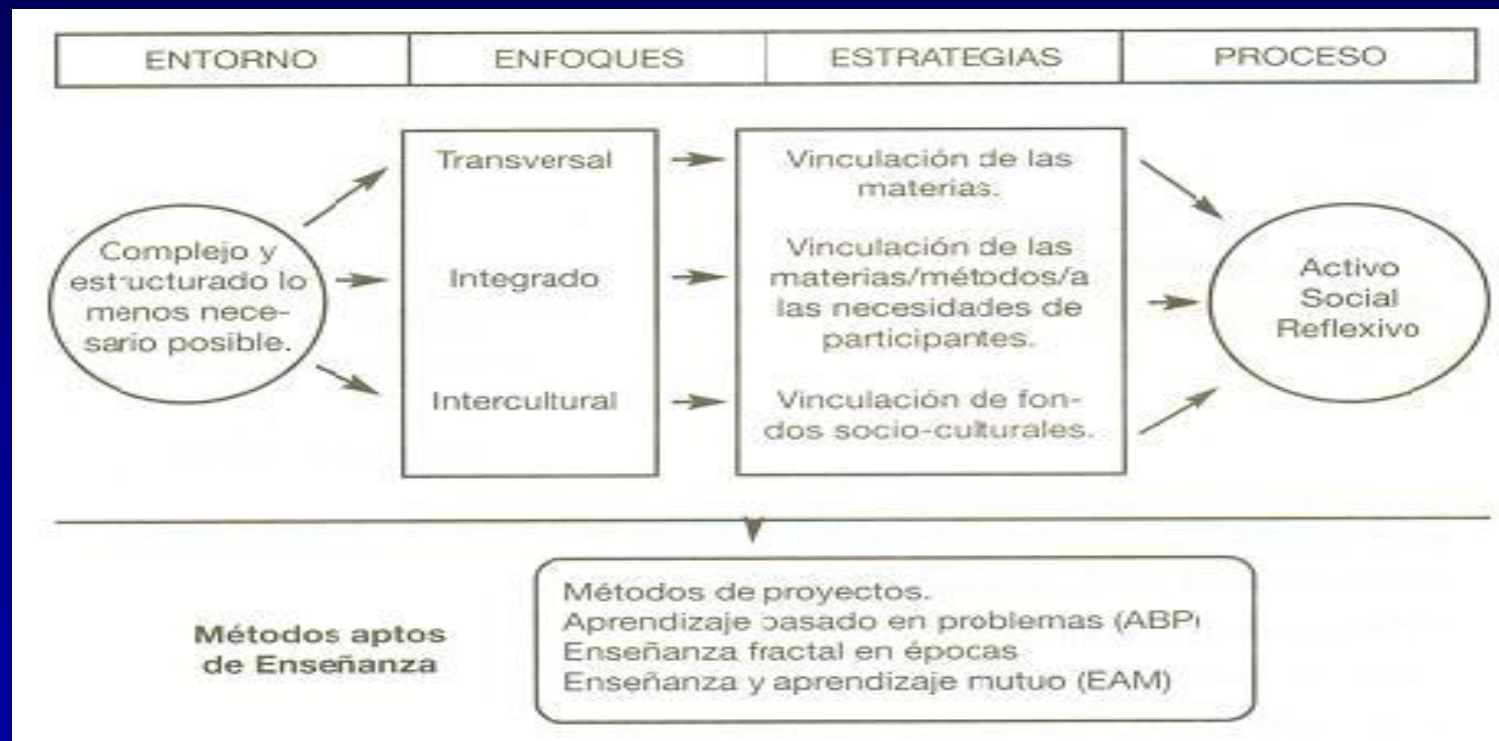 ENTORNO ENFOQUES ESTRATEGIAS PROCESO
Complejo y
estructurado lo
menos nece-
sario posible.
Transversal
Integrado
Intercultural
Vinculación de las
materias.
Vinculación de las
materias/métodos/a
las necesidades de
participantes.
Vinculación de fon-
dos socio-culturales.
Activo
Social
Reflexivo
Métodos aptos
de Enseñanza
Métodos de proyectos.
Aprendizaje basado en problemas (ABP)
Enseñanza fractal en épocas
Enseñanza y aprendizaje mutuo (EAM)